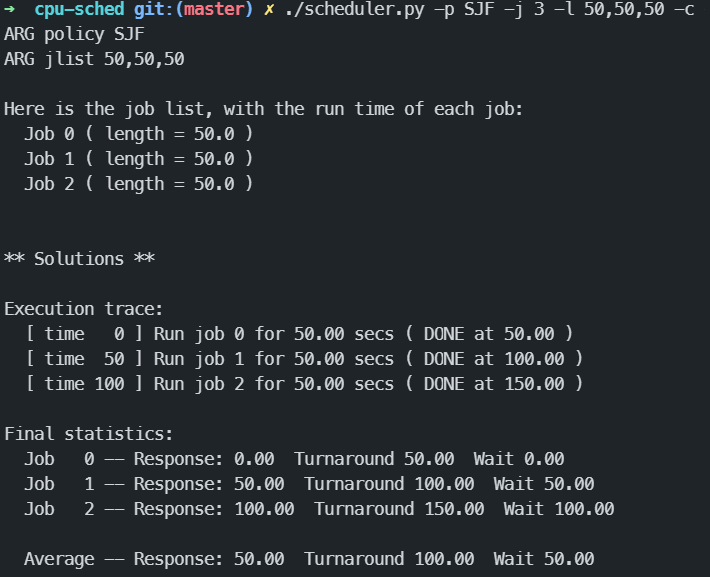 ➜  cpu-sched git:(master) ✗ ./scheduler.py -p SJF -j 3 -l 50,50,50 -c
ARG policy SJF
ARG jlist 50,50,50

Here is the job list, with the run time of each job:
  Job 0 ( length = 50.0 )
  Job 1 ( length = 50.0 )
  Job 2 ( length = 50.0 )


** Solutions **

Execution trace:
  [ time   0 ] Run job 0 for 50.00 secs ( DONE at 50.00 )
  [ time  50 ] Run job 1 for 50.00 secs ( DONE at 100.00 )
  [ time 100 ] Run job 2 for 50.00 secs ( DONE at 150.00 )

Final statistics:
  Job   0 -- Response: 0.00  Turnaround 50.00  Wait 0.00
  Job   1 -- Response: 50.00  Turnaround 100.00  Wait 50.00
  Job   2 -- Response: 100.00  Turnaround 150.00  Wait 100.00

  Average -- Response: 50.00  Turnaround 100.00  Wait 50.00